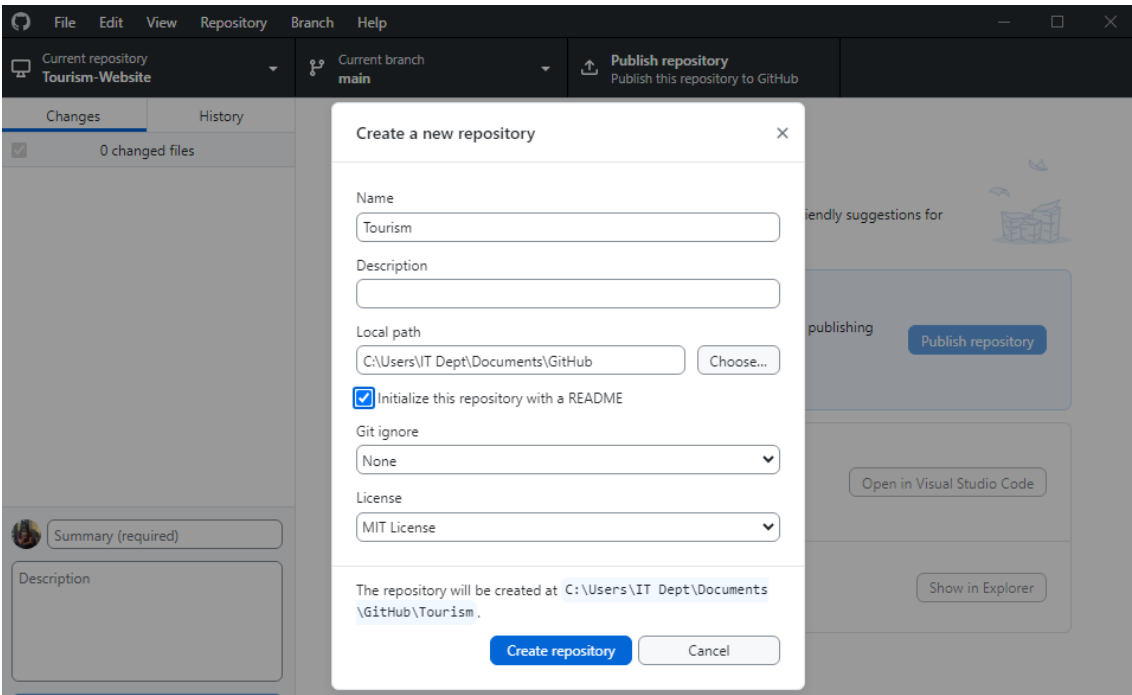 File Edit View Repository Branch Help
Current repository
Tourism-Website
Current branch
main
Publish repository
Publish this repository to GitHub
Changes History
0 changed files
Summary (required)
Description
Create a new repository
Name
Tourism
Description
Local path
C:\Users\IT Dept\Documents\GitHub Choose...
Initialize this repository with a README
Git ignore
None
License
MIT License
The repository will be created at C:\Users\IT Dept\Documents
\GitHub\Tourism.
Create repository Cancel
endly suggestions for
publishing
Publish repository
Open in Visual Studio Code
Show in Explorer